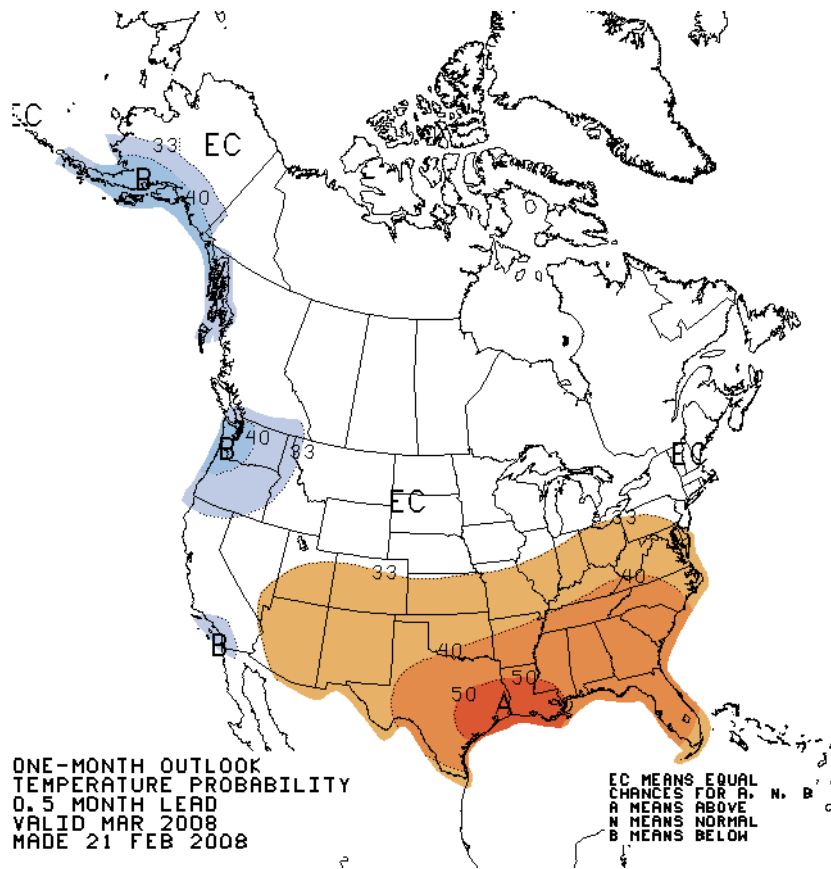 EC
33
EC
B
40
40
33
B
EC
EC
33
33
40
B
40
50
50
A
ONE-MONTH OUTLOOK
TEMPERATURE PROBABILITY
0.5 MONTH LEAD
VALID MAR 2008
MADE 21 FEB 2008
EC MEANS EQUAL
CHANCES FOR A, N, B
A MEANS ABOVE
N MEANS NORMAL
B MEANS BELOW